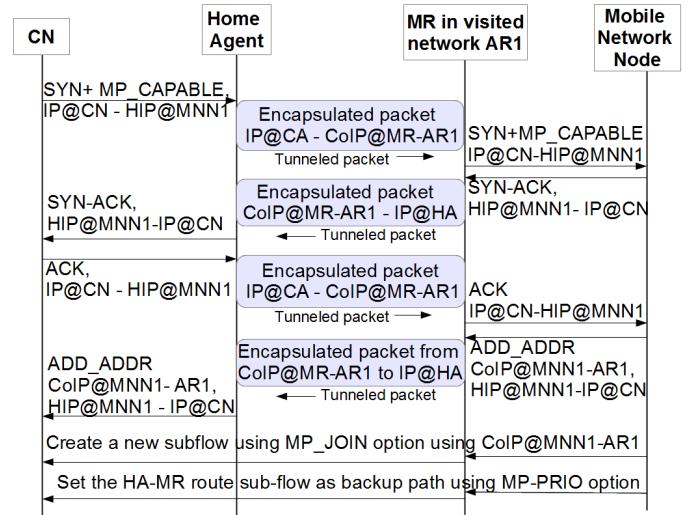 CN
Home
Agent
MR in visited
network AR1
Mobile
Network
Node
SYN+ MP_CAPABLE,
IP@CN - HIP@MNN1
Encapsulated packet
IP@CA - CoIP@MR-AR1
Tunneled packet
SYN+MP_CAPABLE
IP@CN-HIP@MNN1
SYN-ACK,
HIP@MNN1-IP@CN
Encapsulated packet
CoIP@MR-AR1 - IP@HA
Tunneled packet
SYN-ACK,
HIP@MNN1- IP@CN
ACK,
IP@CN - HIP@MNN1
Encapsulated packet
IP@CA - CoIP@MR-AR1
Tunneled packet
ACK
IP@CN-HIP@MNN1
ADD_ADDR
CoIP@MNN1- AR1,
HIP@MNN1 - IP@CN
Encapsulated packet from
CoIP@MR-AR1 to IP@HA
Tunneled packet
ADD_ADDR
CoIP@MNN1-AR1,
HIP@MNN1-IP@CN
Create a new subflow using MP_JOIN option using CoIP@MNN1-AR1
Set the HA-MR route sub-flow as backup path using MP-PRIO option